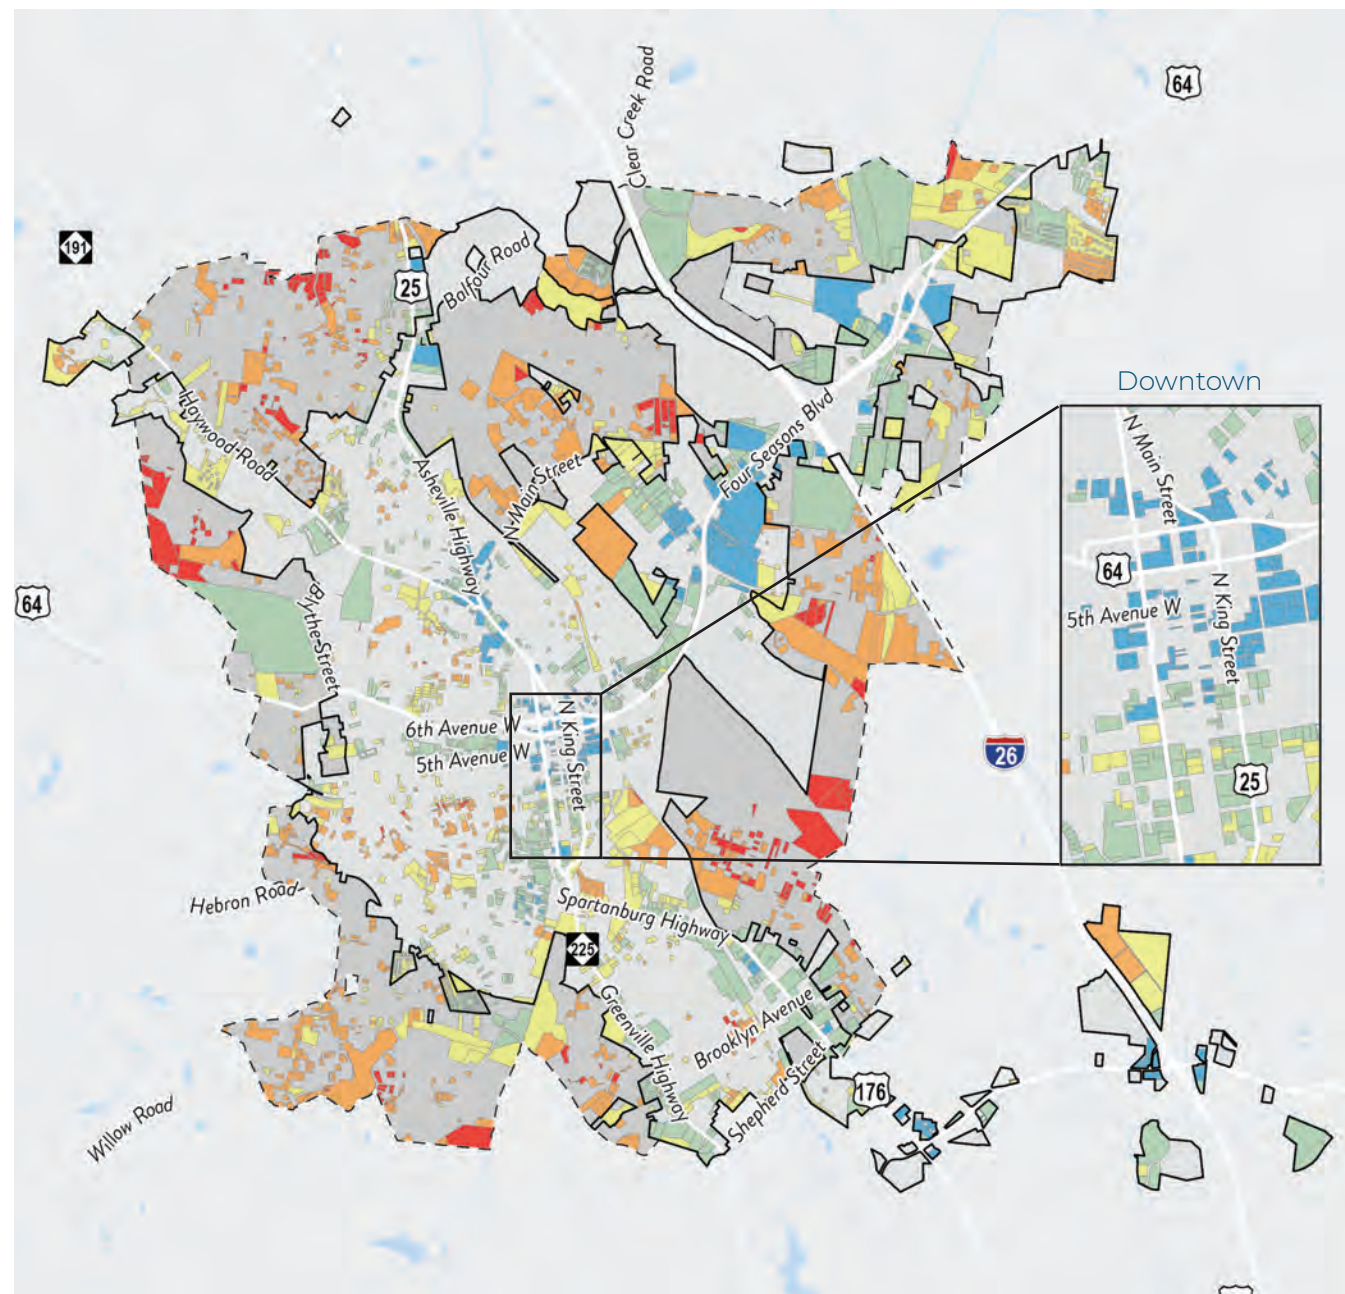 Clear Creek Road
64
191
25
Balfour Road
Downtown
Haywood Road
Four Seasons Blvd
N Main Street
Asheville Highway
N Main Street
64
5th Avenue W
N King Street
25
64
Blythe Street
6th Avenue W
5th Avenue W
N King Street
26
Hebron Road
Spartanburg Highway
225
Greenville Highway
Brooklyn Avenue
Shepherd Street
176
Willow Road